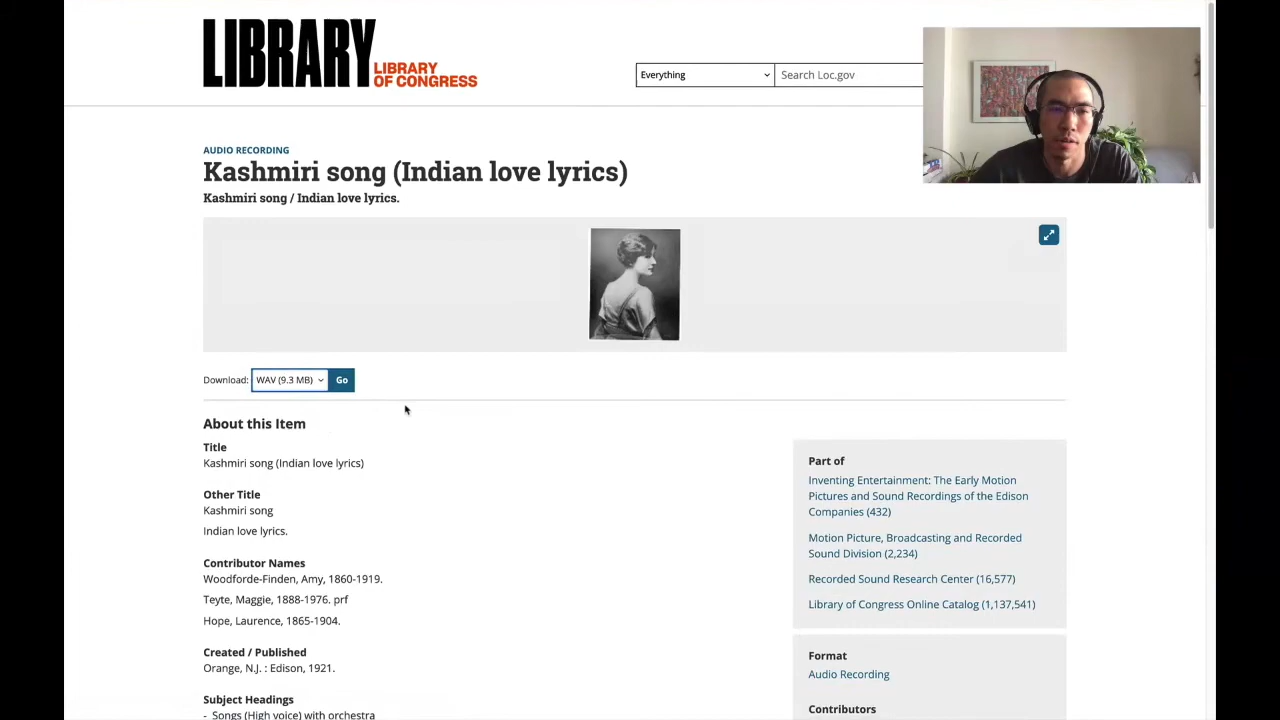 LIBRARY
LIBRARY
OF CONGRESS
Everything
Search Loc.gov
AUDIO RECORDING
Kashmiri song (Indian love lyrics)
Kashmiri song / Indian love lyrics.
Download: WAV (9.3 MB) Go
About this Item
Title
Kashmiri song (Indian love lyrics)
Other Title
Kashmiri song
Indian love lyrics.
Contributor Names
Woodforde-Finden, Amy, 1860-1919.
Teyte, Maggie, 1888-1976. prf
Hope, Laurence, 1865-1904.
Created / Published
Orange, N.J. : Edison, 1921.
Subject Headings
- Songs (High voice) with orchestra
Part of
Inventing Entertainment: The Early Motion
Pictures and Sound Recordings of the Edison
Companies (432)
Motion Picture, Broadcasting and Recorded
Sound Division (2,234)
Recorded Sound Research Center (16,577)
Library of Congress Online Catalog (1,137,541)
Format
Audio Recording
Contributors